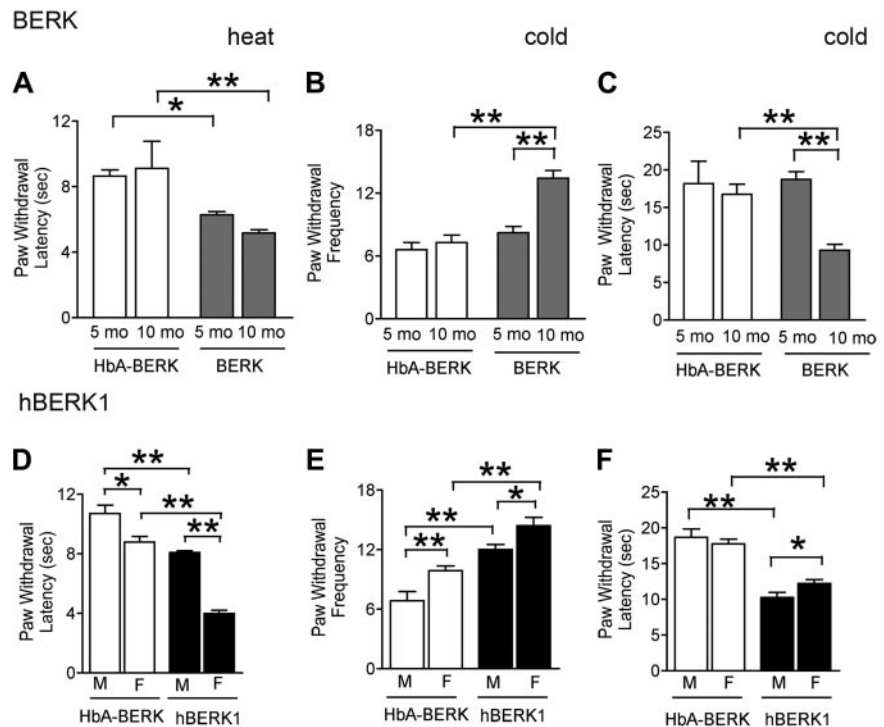 BERK
heat cold cold
A B C
Paw Withdrawal
Latency (sec)
12
8
4
0
* **
5 mo 10 mo 5 mo 10 mo
HbA-BERK BERK
Paw Withdrawal
Frequency
18
12
6
0
**
**
5 mo 10 mo 5 mo 10 mo
HbA-BERK BERK
Paw Withdrawal
Latency (sec)
25
20
15
10
5
0
**
**
5 mo 10 mo 5 mo 10 mo
HbA-BERK BERK
hBERK1
D E F
Paw Withdrawal
Latency (sec)
12
8
4
0
**
* **
**
M F M F
HbA-BERK hBERK1
Paw Withdrawal
Frequency
18
12
6
0
**
** *
**
M F M F
HbA-BERK hBERK1
Paw Withdrawal
Latency (sec)
25
20
15
10
5
0
**
**
*
M F M F
HbA-BERK hBERK1